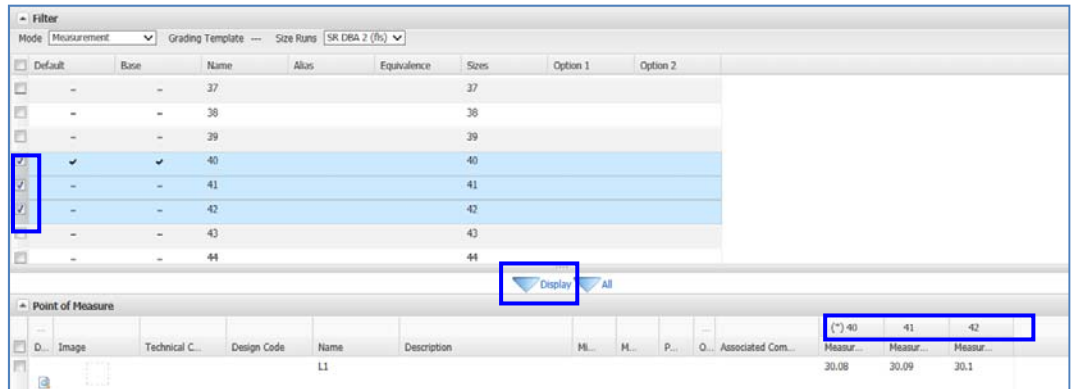 Filter
Mode Measurement Grading Template --- Size Runs SR DBA 2 (fis)
Default Base Name Alias Equivalence Sizes Option 1 Option 2
- - 37 37
- - 38 38
- - 39 39
40 40
- - 41 41
- - 42 42
- - 43 43
- - 44 44
Display All
Point of Measure
... ... (*) 40 41 42
D... Image Technical C... Design Code Name Description Mi... M... P... O... Associated Com... Measur... Measur... Measur...
L1 30.08 30.09 30.1